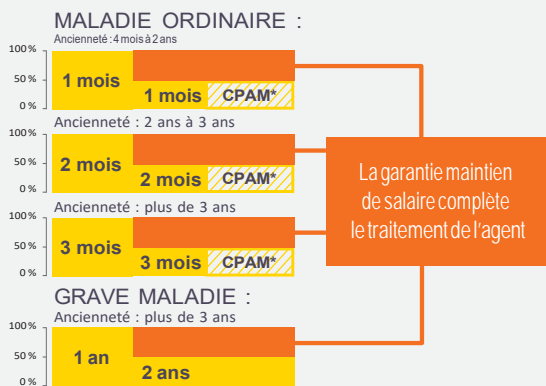 MALADIE ORDINAIRE :
Ancienneté : 4 mois à 2 ans
100 %
50 %
0 %
1 mois
1 mois
CPAM*
Ancienneté : 2 ans à 3 ans
100 %
50 %
0 %
2 mois
2 mois
CPAM*
Ancienneté : plus de 3 ans
100 %
50 %
0 %
3 mois
3 mois
CPAM*
La garantie maintien
de salaire complète
le traitement de l'agent
GRAVE MALADIE :
Ancienneté : plus de 3 ans
100 %
50 %
0 %
1 an
2 ans